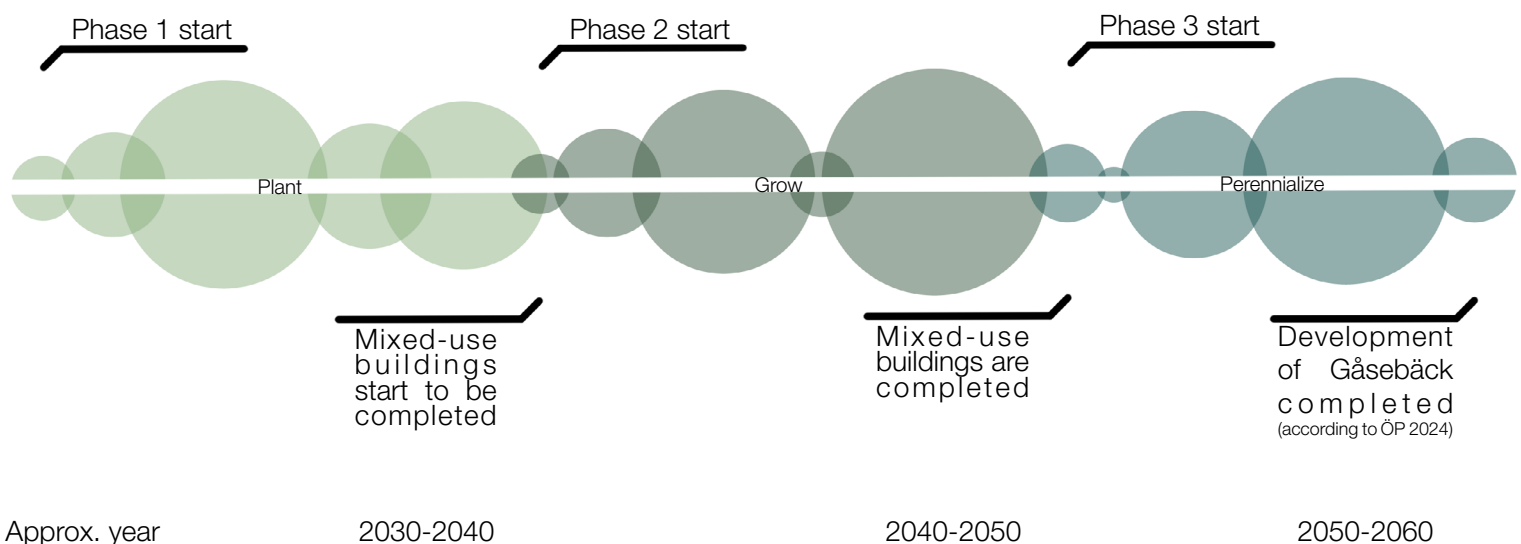 Phase 1 start
Phase 2 start
Phase 3 start
Plant
Grow
Perennialize
Mixed-use
buildings
start to be
completed
Mixed-use
buildings are
completed
Development
of Gåsebäck
completed
(according to ÖP 2024)
Approx. year
2030-2040
2040-2050
2050-2060